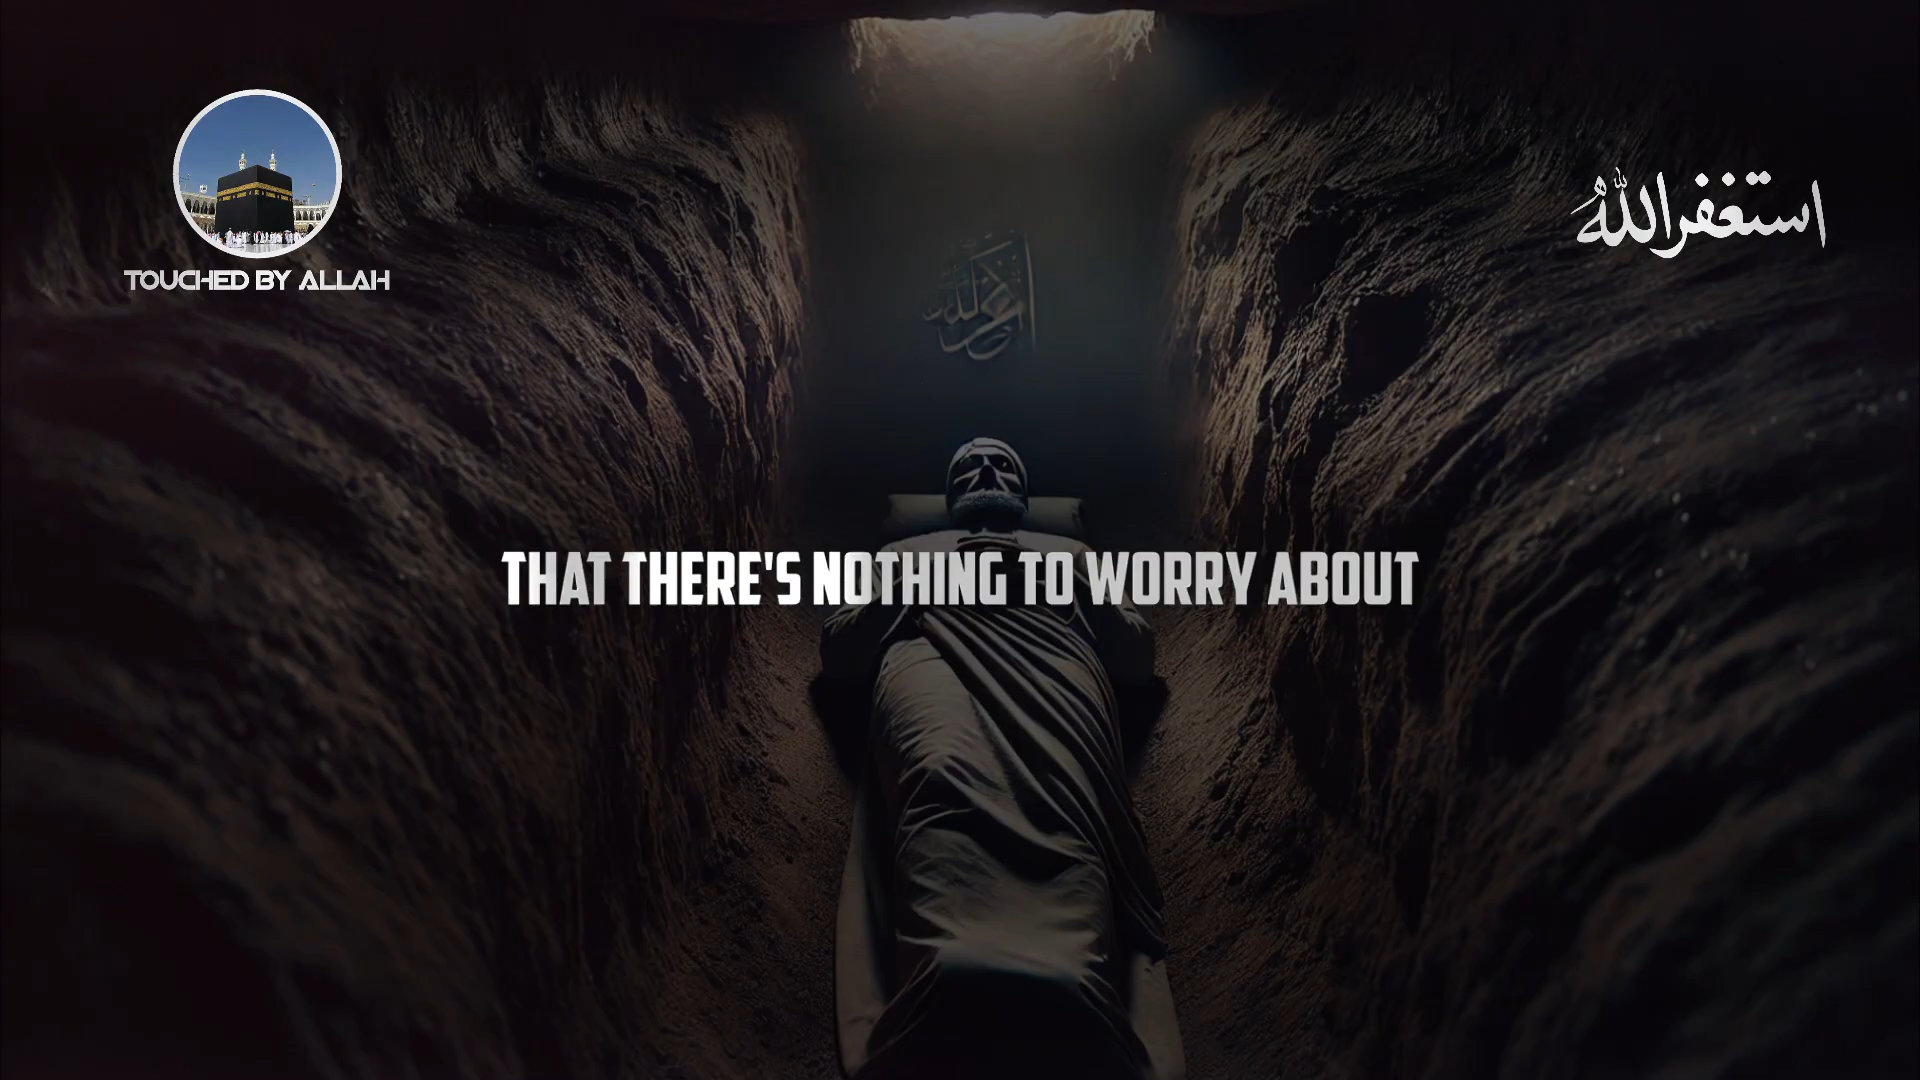 استغفرالله
TOUCHED BY ALLAH
THAT THERE'S NOTHING TO WORRY ABOUT